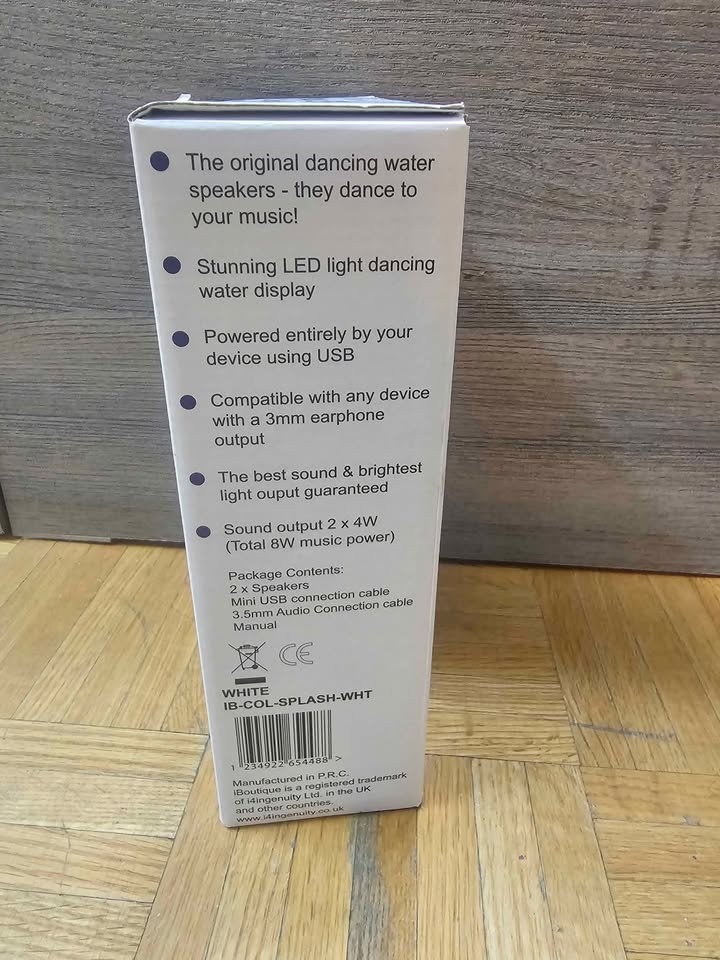 The original dancing water
speakers - they dance to
your music!
Stunning LED light dancing
water display
Powered entirely by your
device using USB
Compatible with any device
with a 3mm earphone
output
The best sound & brightest
light ouput guaranteed
Sound output 2 x 4W
(Total 8W music power)
Package Contents:
2 x Speakers
Mini USB connection cable
3.5mm Audio Connection cable
Manual
CE
WHITE
IB-COL-SPLASH-WHT
1 234922 654488 >
Manufactured in P.R.C.
iBoutique is a registered trademark
of i4ingenuity Ltd. in the UK
and other countries.
www.i4ingenuity.co.uk